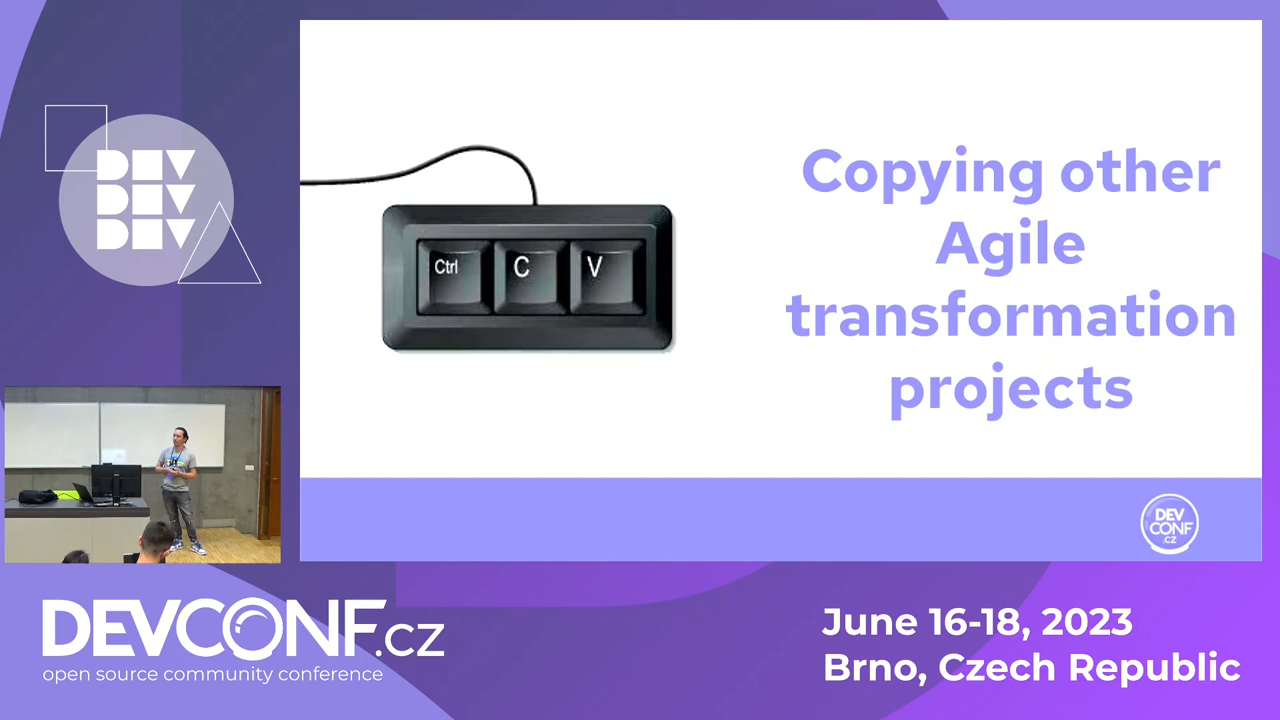 DEV
DEV
DEV
Ctrl
C
V
Copying other
Agile
transformation
projects
DEV
CONF
.CZ
DEVCONF.cz
open source community conference
June 16-18, 2023
Brno, Czech Republic